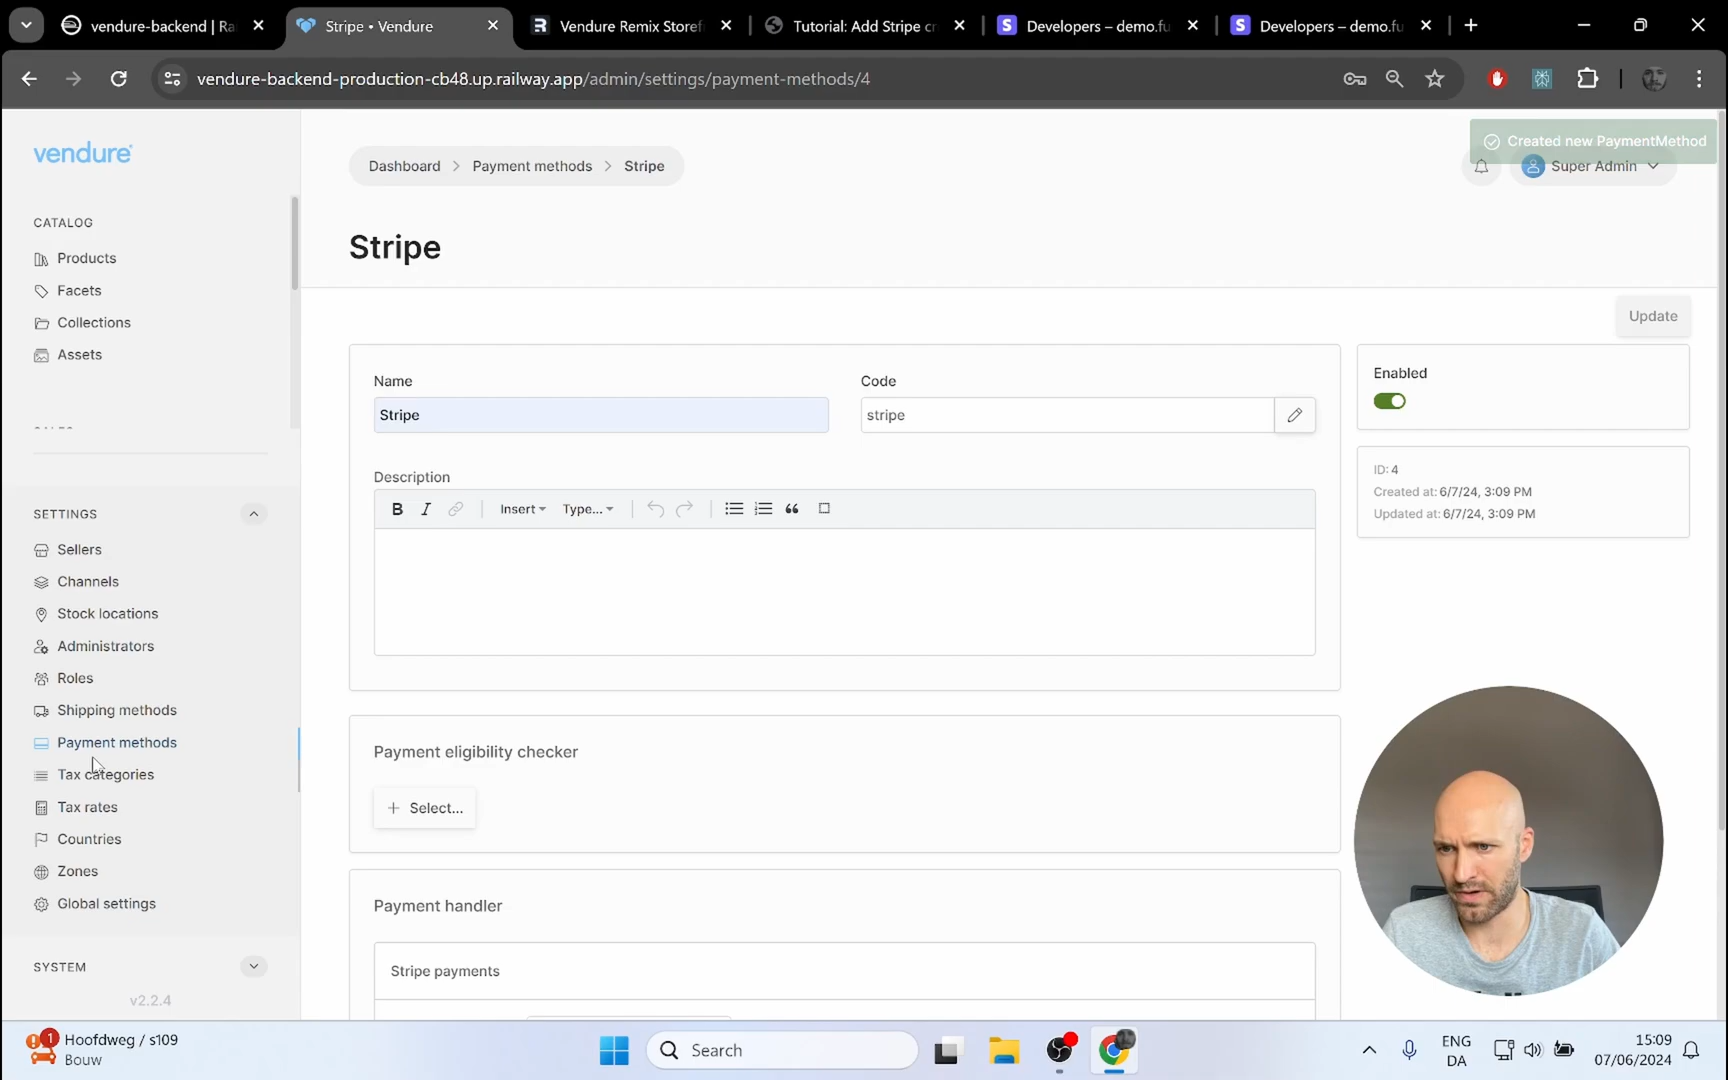 vendure-backend | Ra
Stripe • Vendure
Vendure Remix Storef
Tutorial: Add Stripe cr
Developers – demo.fu
Developers – demo.fu
vendure-backend-production-cb48.up.railway.app/admin/settings/payment-methods/4
vendure
CATALOG
Products
Facets
Collections
Assets
SETTINGS
Sellers
Channels
Stock locations
Administrators
Roles
Shipping methods
Payment methods
Tax categories
Tax rates
Countries
Zones
Global settings
SYSTEM
v2.2.4
Dashboard > Payment methods > Stripe
Created new PaymentMethod
Super Admin
Stripe
Update
Name
Stripe
Code
stripe
Description
B I Insert Type...
Enabled
ID: 4
Created at: 6/7/24, 3:09 PM
Updated at: 6/7/24, 3:09 PM
Payment eligibility checker
+ Select...
Payment handler
Stripe payments
1
Hoofdweg / s109
Bouw
Search
ENG
DA
15:09
07/06/2024